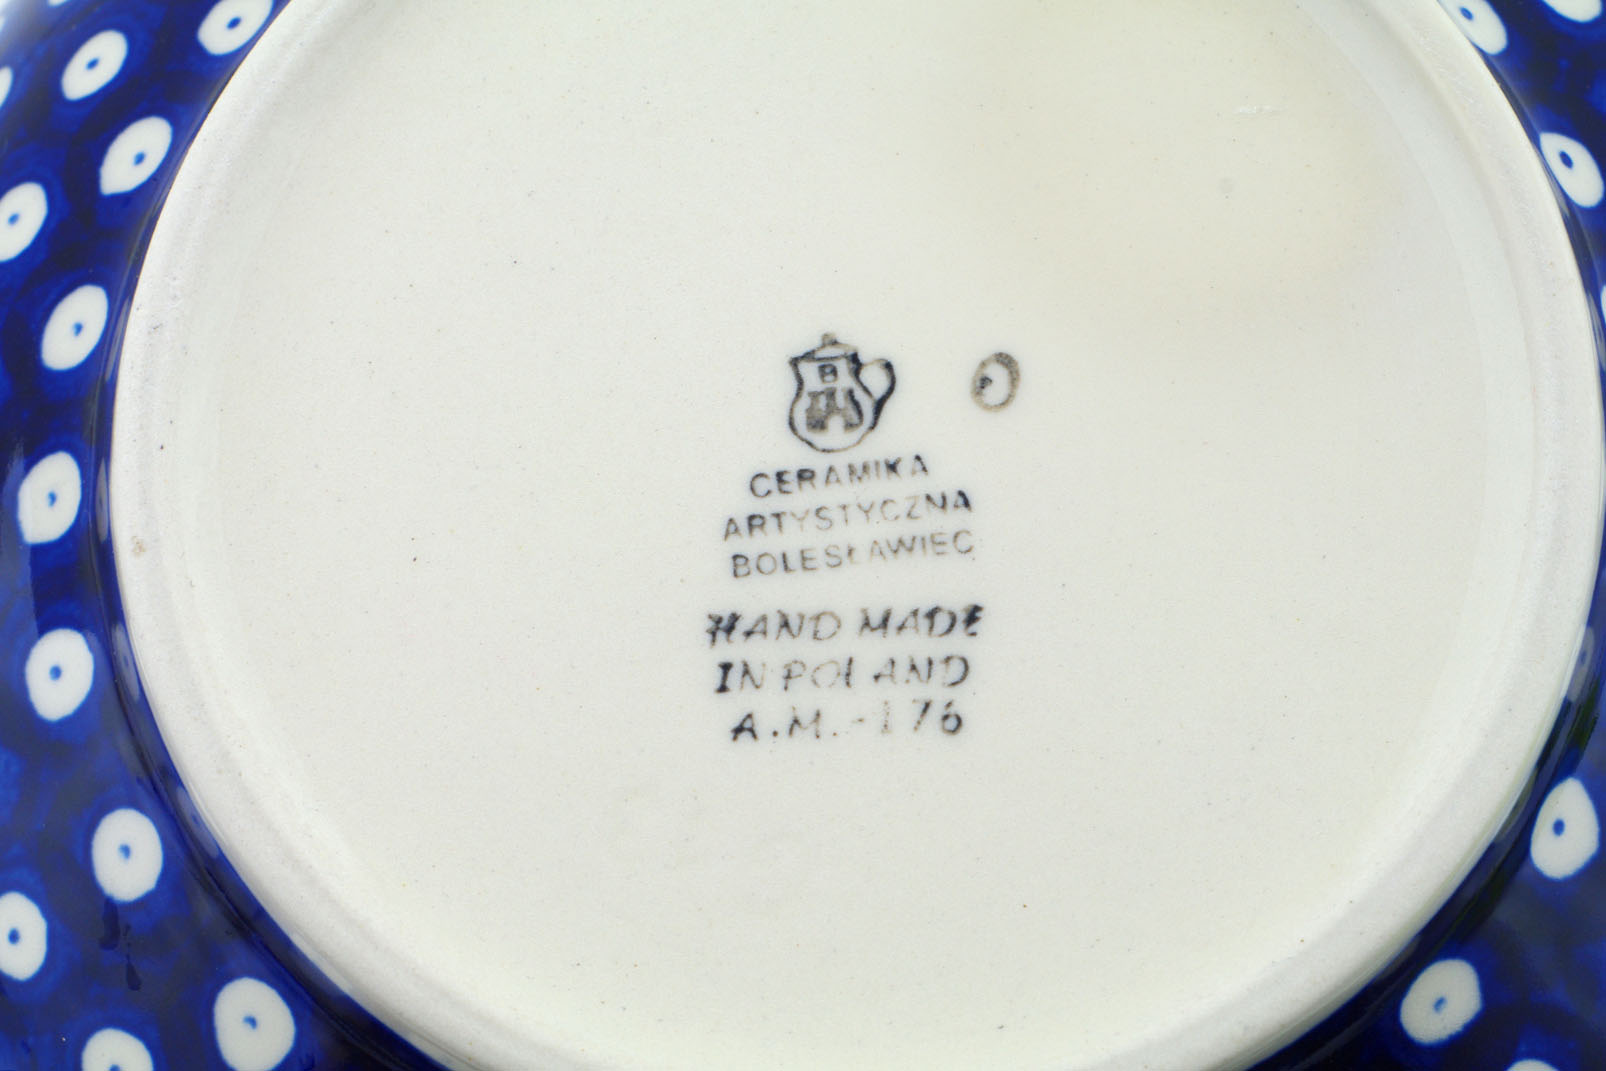 B
CERAMIKA
ARTYSTYCZNA
BOLESŁAWIEC
HAND MADE
IN POLAND
A.M.-176